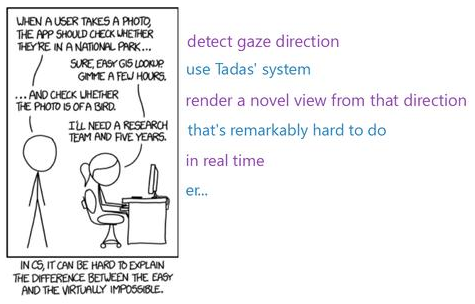 WHEN A USER TAKES A PHOTO,
THE APP SHOULD CHECK WHETHER
THEY'RE IN A NATIONAL PARK...
SURE, EASY GIS LOOKUP.
GIMME A FEW HOURS.
...AND CHECK WHETHER
THE PHOTO IS OF A BIRD.
I'LL NEED A RESEARCH
TEAM AND FIVE YEARS.
IN CS, IT CAN BE HARD TO EXPLAIN
THE DIFFERENCE BETWEEN THE EASY
AND THE VIRTUALLY IMPOSSIBLE.
detect gaze direction
use Tadas' system
render a novel view from that direction
that's remarkably hard to do
in real time
er...